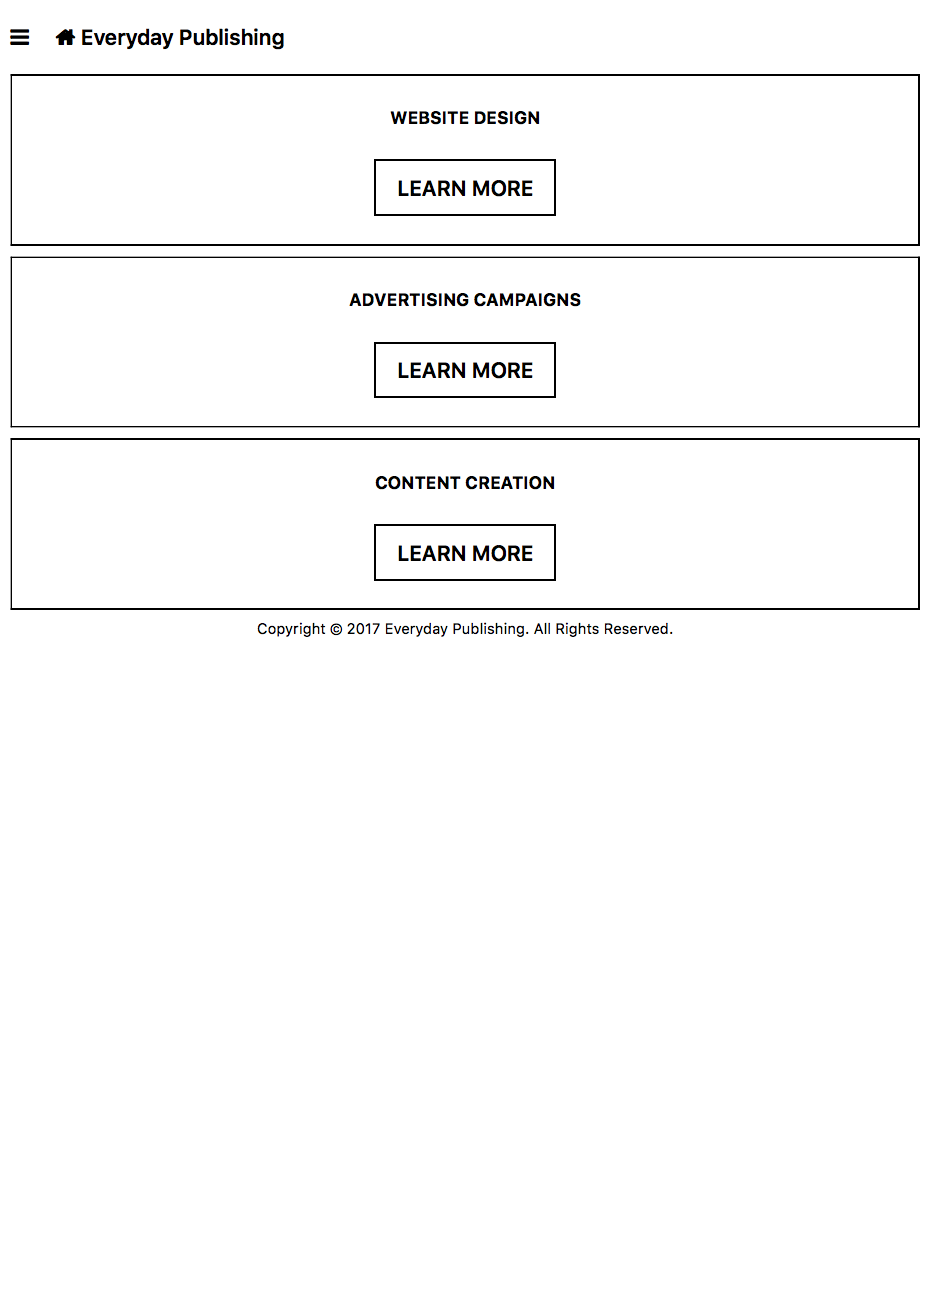 Everyday Publishing
WEBSITE DESIGN
LEARN MORE
ADVERTISING CAMPAIGNS
LEARN MORE
CONTENT CREATION
LEARN MORE
Copyright © 2017 Everyday Publishing. All Rights Reserved.